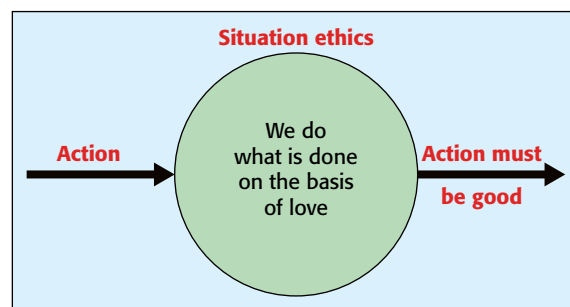 Situation ethics
Action
We do
what is done
on the basis
of love
Action must
be good